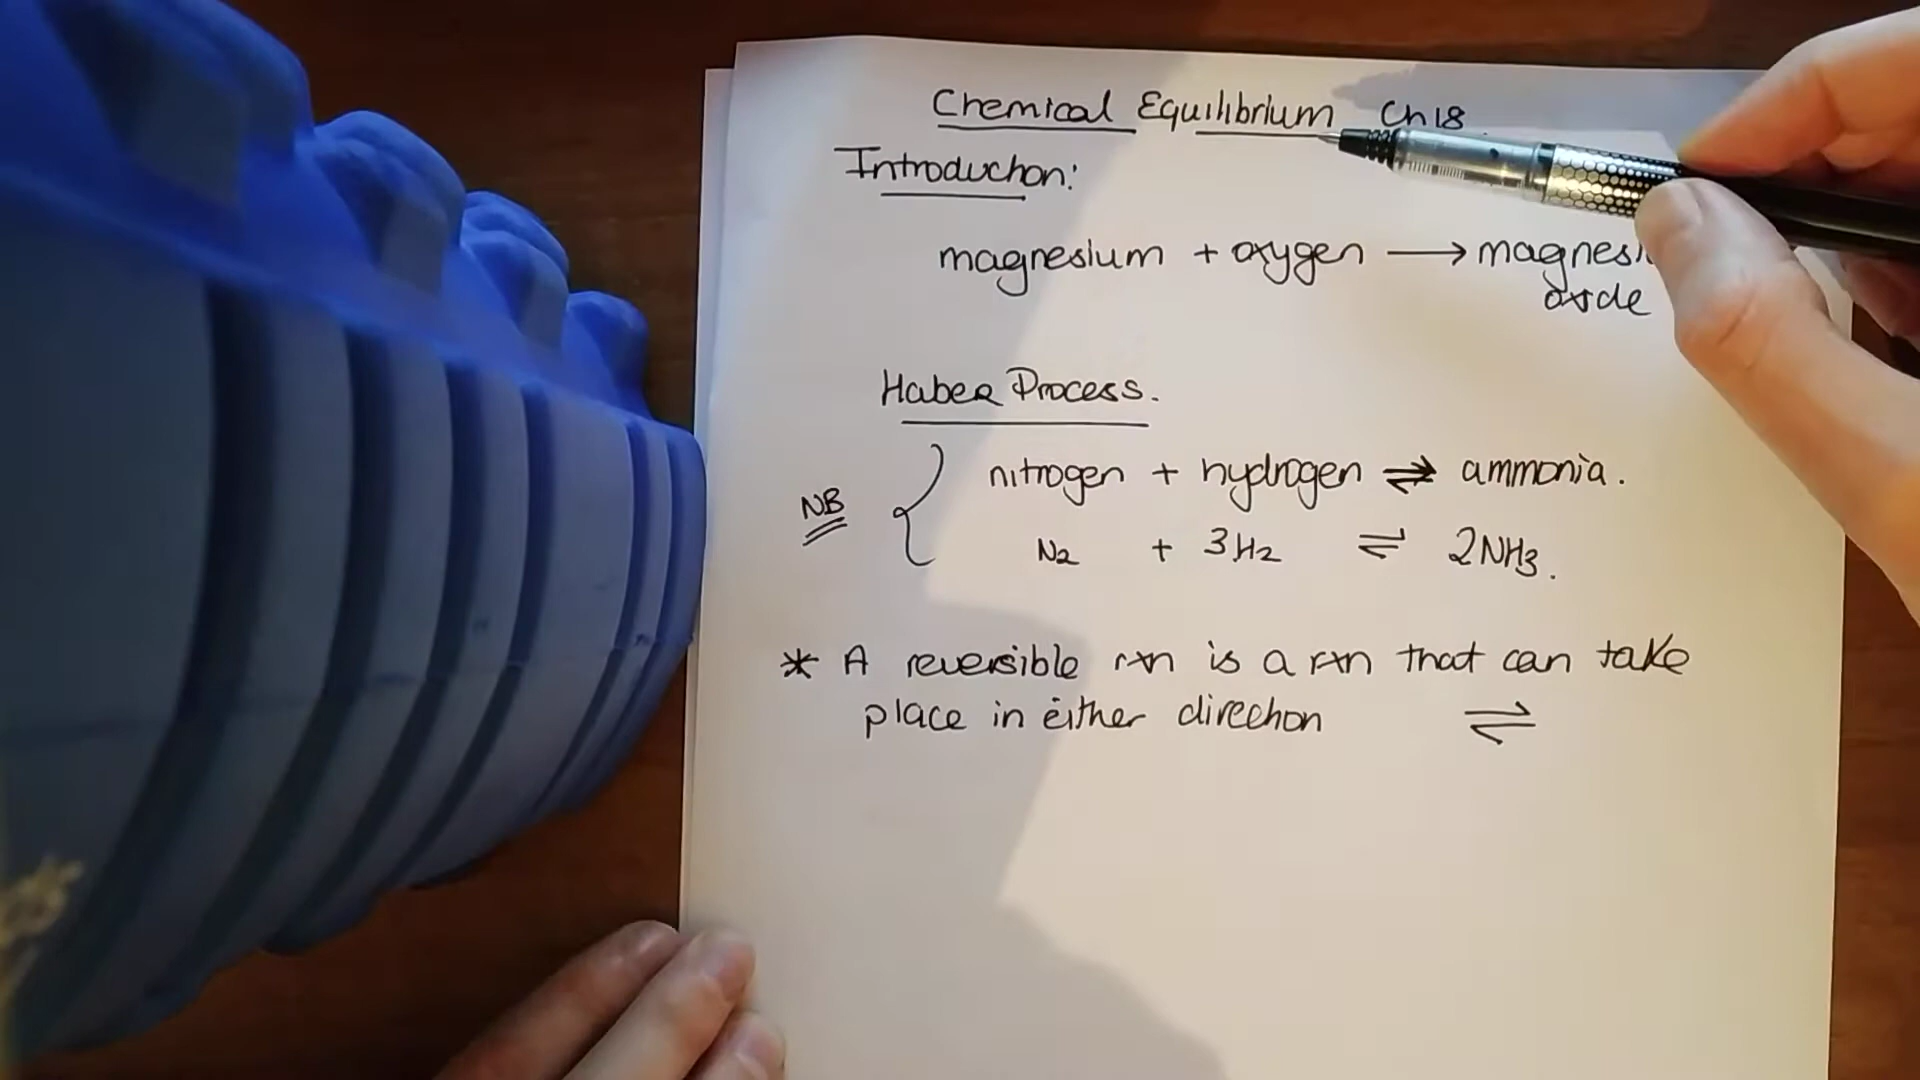 Chemical Equilibrium Ch18
Introduction:
magnesium + oxygen ⟶
oxide
Haber Process.
nitrogen + hydrogen ⇌ ammonia.
NB
N2 + 3H2 ⇌ 2NH3.
* A reversible rxn is a rxn that can take
place in either direction ⇌